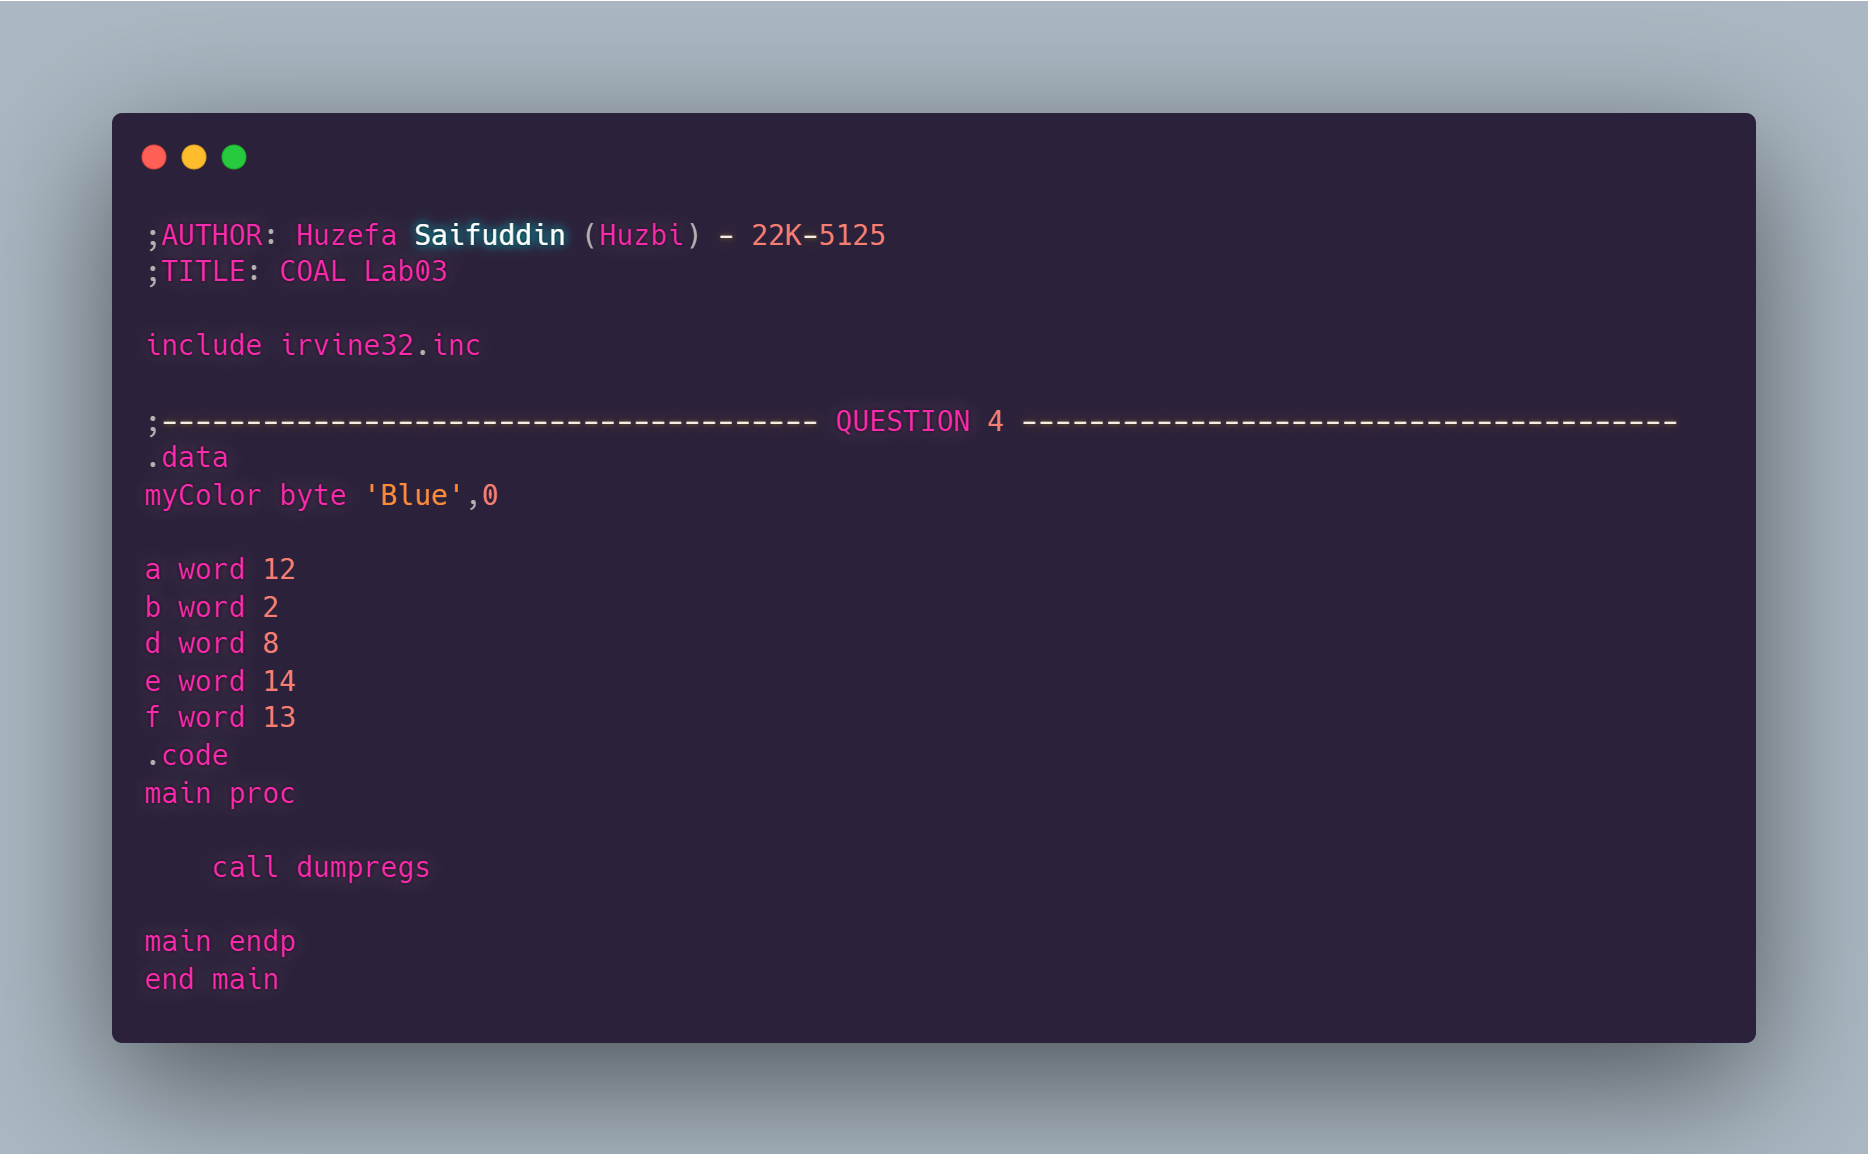 ;AUTHOR: Huzefa Saifuddin (Huzbi) - 22K-5125
;TITLE: COAL Lab03
include irvine32.inc
;--------------------------------------- QUESTION 4 ---------------------------------------
.data
myColor byte 'Blue',0
a word 12
b word 2
d word 8
e word 14
f word 13
.code
main proc
    call dumpregs
main endp
end main